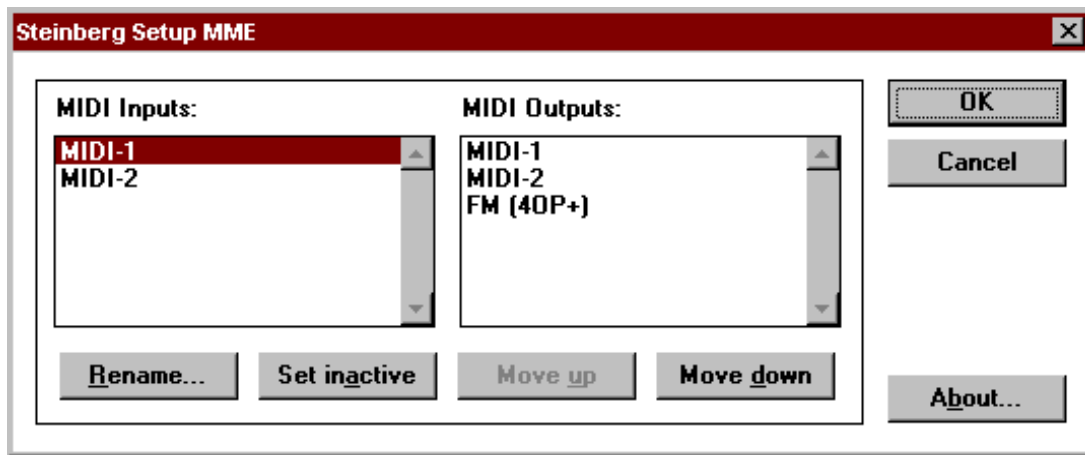 Steinberg Setup MME
MIDI Inputs:
MIDI-1
MIDI-2
MIDI Outputs:
MIDI-1
MIDI-2
FM (4OP+)
Rename...
Set inactive
Move up
Move down
OK
Cancel
About...